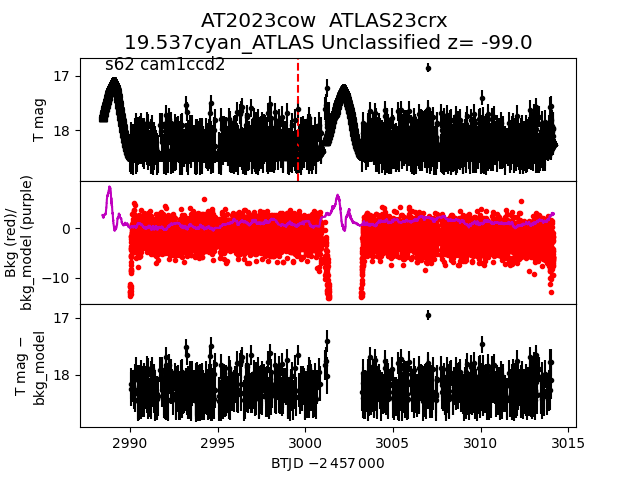 AT2023cow  ATLAS23crx
19.537cyan_ATLAS Unclassified z= -99.0
s62 cam1ccd2
17
18
T mag
0
−10
Bkg (red)/
bkg_model (purple)
17
18
T mag −
bkg_model
2990 2995 3000 3005 3010 3015
BTJD −2 457 000